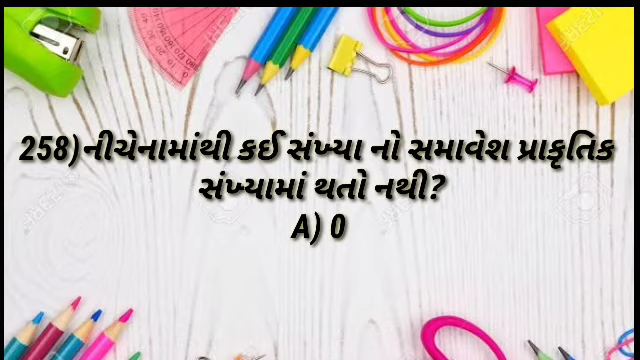 258)નીચેનામાંથી કઈ સંખ્યા નો સમાવેશ પ્રાકૃતિક
સંખ્યામાં થતો નથી?
A) 0